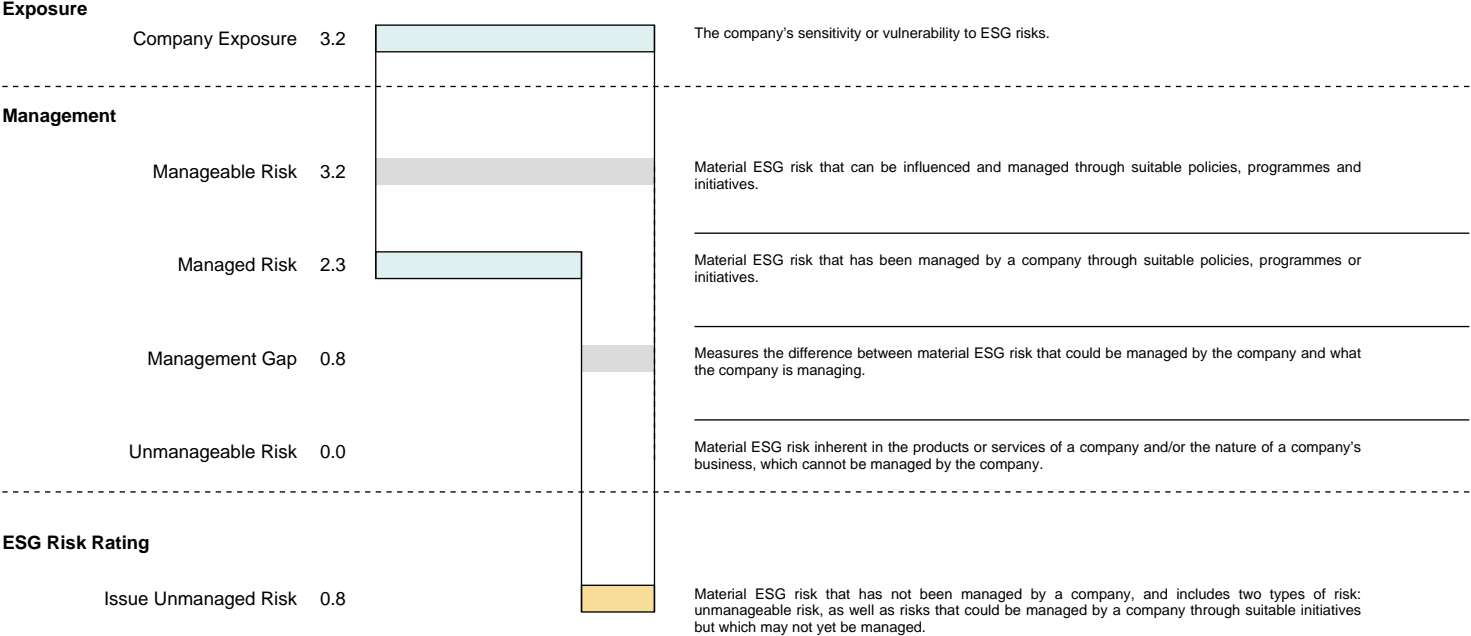 Exposure
Company Exposure 3.2
The company’s sensitivity or vulnerability to ESG risks.
Management
Manageable Risk 3.2
Material ESG risk that can be influenced and managed through suitable policies, programmes and
initiatives.
Managed Risk 2.3
Material ESG risk that has been managed by a company through suitable policies, programmes or
initiatives.
Management Gap 0.8
Measures the difference between material ESG risk that could be managed by the company and what
the company is managing.
Unmanageable Risk 0.0
Material ESG risk inherent in the products or services of a company and/or the nature of a company’s
business, which cannot be managed by the company.
ESG Risk Rating
Issue Unmanaged Risk 0.8
Material ESG risk that has not been managed by a company, and includes two types of risk:
unmanageable risk, as well as risks that could be managed by a company through suitable initiatives
but which may not yet be managed.